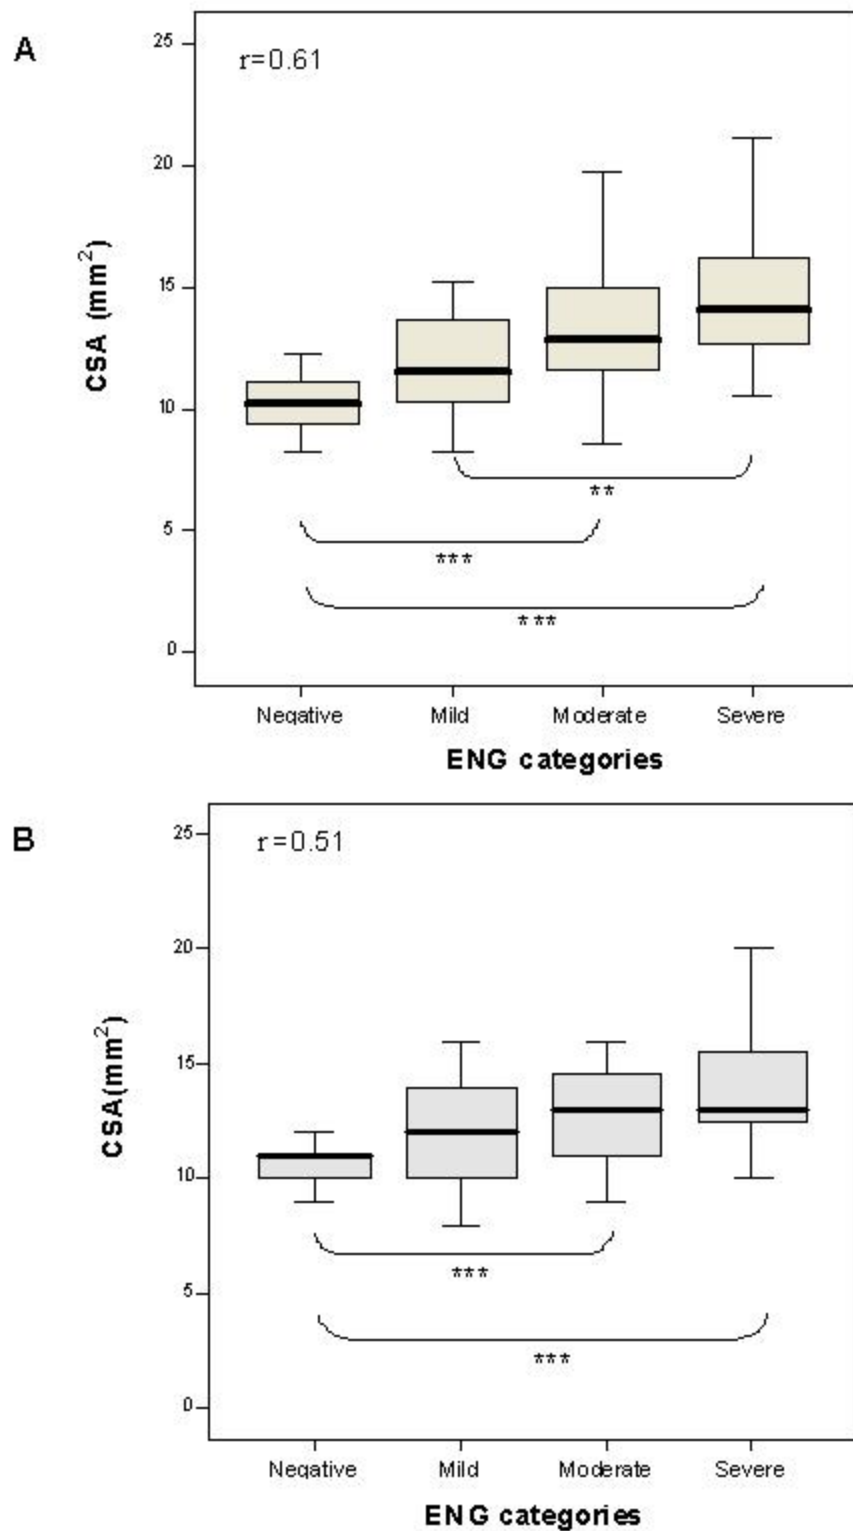 A
r=0.61
25
20
15
10
5
0
CSA (mm²)
**
***
***
Negative Mild Moderate Severe
ENG categories
B
r=0.51
25
20
15
10
5
0
CSA(mm²)
***
***
Negative Mild Moderate Severe
ENG categories